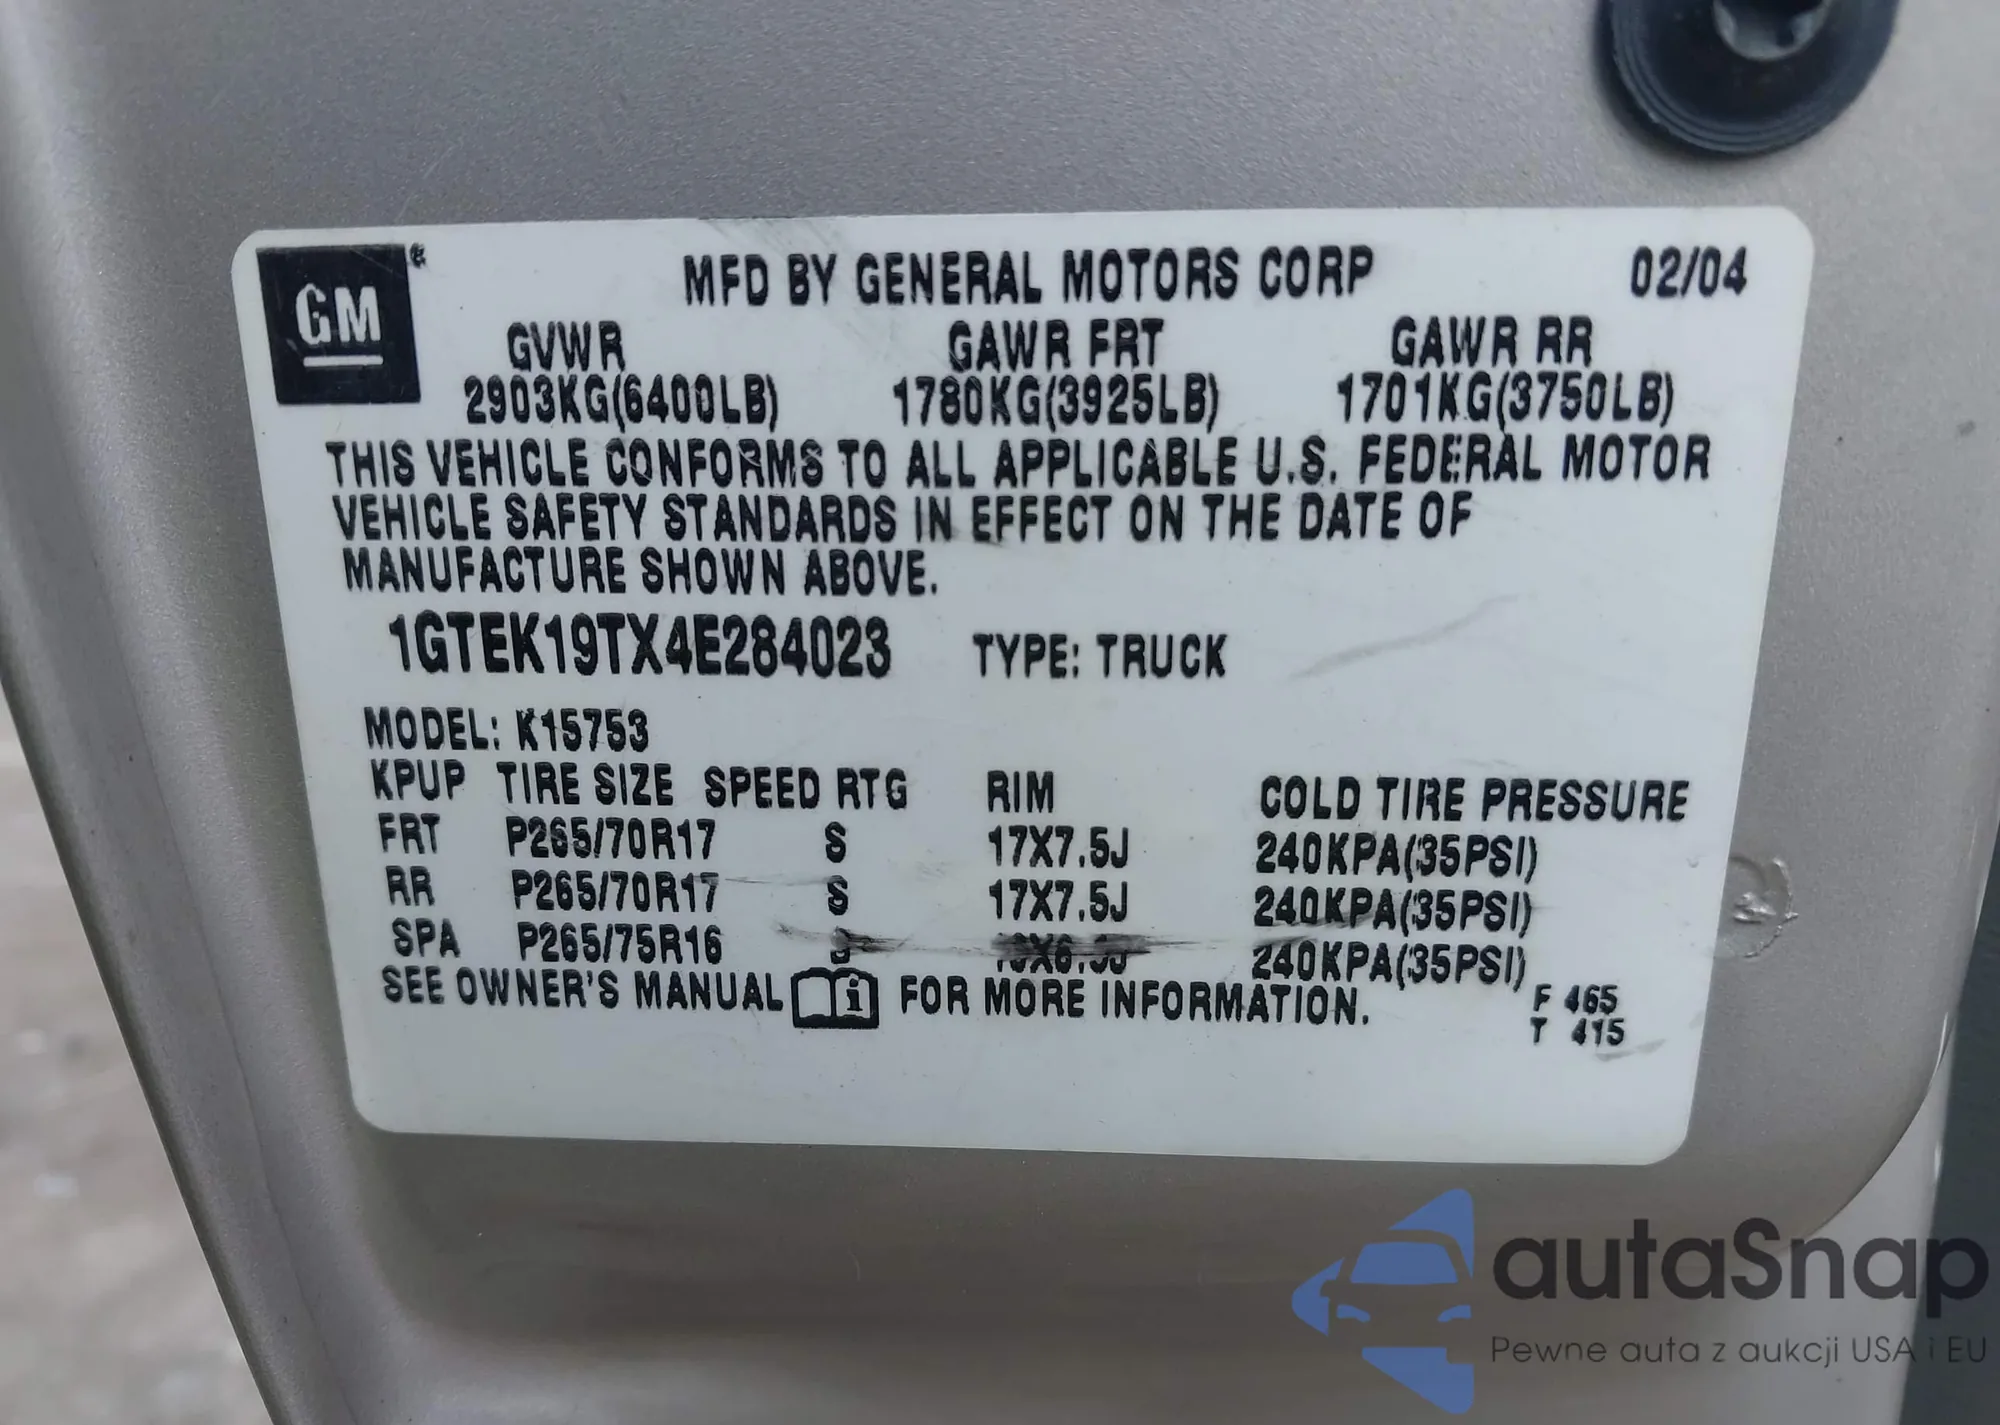 GM
MFD BY GENERAL MOTORS CORP 02/04
GVWR GAWR FRT GAWR RR
2903KG(6400LB) 1780KG(3925LB) 1701KG(3750LB)
THIS VEHICLE CONFORMS TO ALL APPLICABLE U.S. FEDERAL MOTOR
VEHICLE SAFETY STANDARDS IN EFFECT ON THE DATE OF
MANUFACTURE SHOWN ABOVE.
1GTEK19TX4E284023 TYPE: TRUCK
MODEL: K15753
KPUP TIRE SIZE SPEED RTG RIM COLD TIRE PRESSURE
FRT P265/70R17 S 17X7.5J 240KPA(35PSI)
RR P265/70R17 S 17X7.5J 240KPA(35PSI)
SPA P265/75R16 240KPA(35PSI)
SEE OWNER'S MANUAL i FOR MORE INFORMATION.
F 465
T 415
autaSnap
Pewne auta z aukcji USA i EU